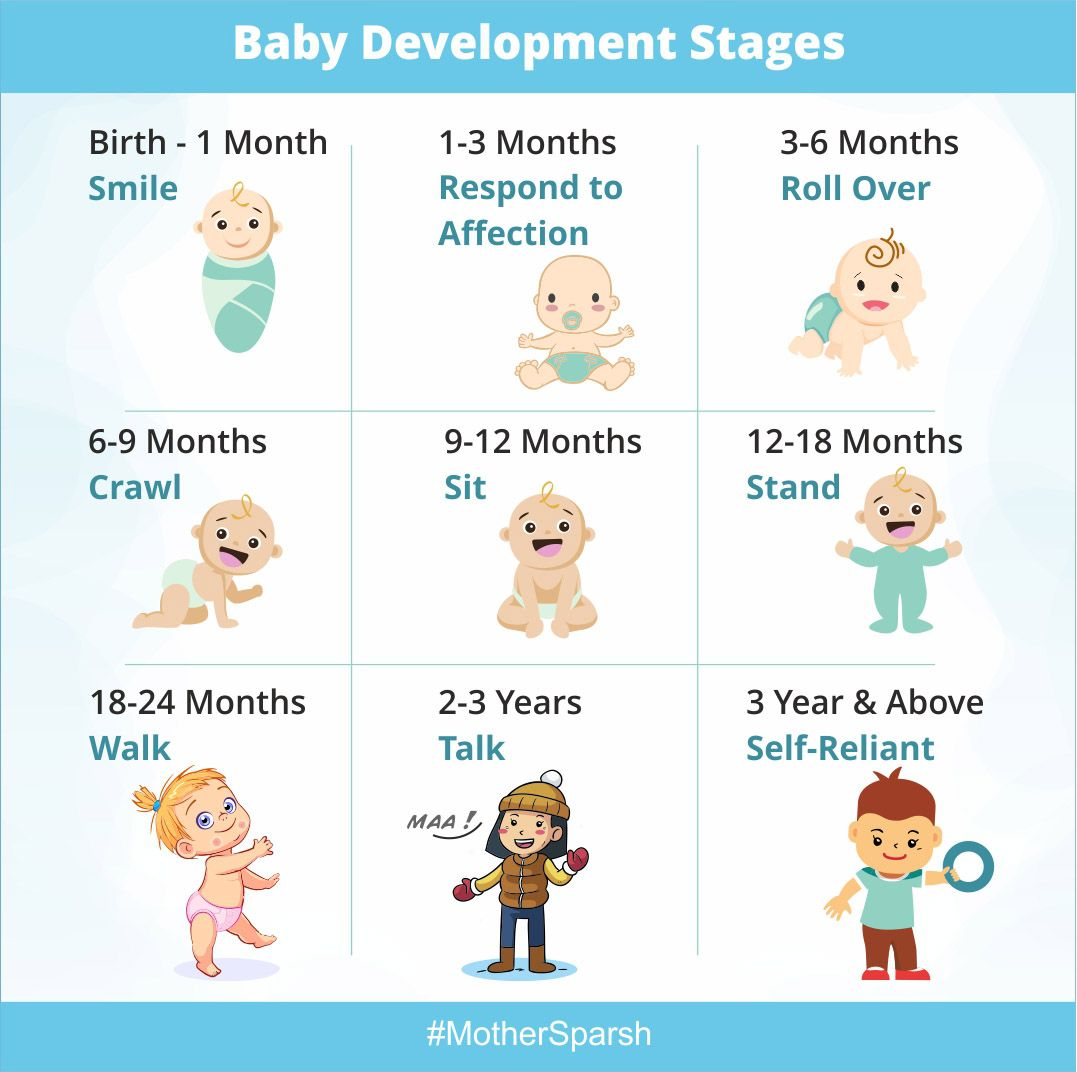 Baby Development Stages
Birth - 1 Month
Smile
1-3 Months
Respond to
Affection
3-6 Months
Roll Over
6-9 Months
Crawl
9-12 Months
Sit
12-18 Months
Stand
18-24 Months
Walk
2-3 Years
Talk
MAA !
3 Year & Above
Self-Reliant
#MotherSparsh